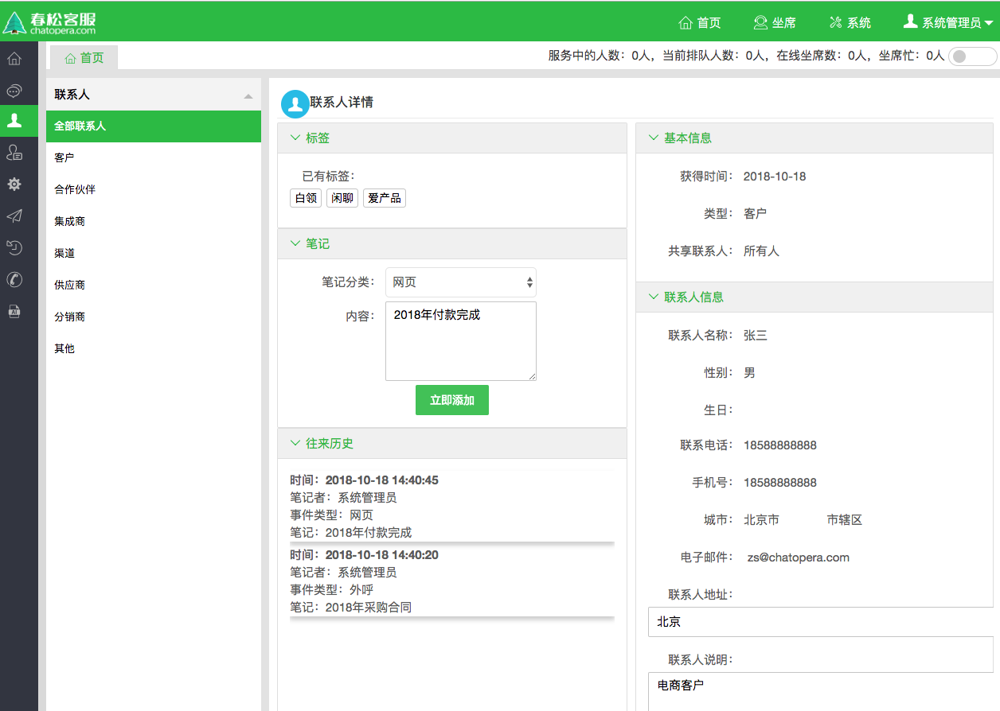 春松客服
chatopera.com
首页
坐席
系统
系统管理员
首页
服务中的人数：0人，当前排队人数：0人，在线坐席数：0人，坐席忙：0人
联系人
全部联系人
客户
合作伙伴
集成商
渠道
供应商
分销商
其他
联系人详情
标签
已有标签：
白领 闲聊 爱产品
笔记
笔记分类： 网页
内容： 2018年付款完成
立即添加
往来历史
时间：2018-10-18 14:40:45
笔记者：系统管理员
事件类型：网页
笔记：2018年付款完成
时间：2018-10-18 14:40:20
笔记者：系统管理员
事件类型：外呼
笔记：2018年采购合同
基本信息
获得时间： 2018-10-18
类型： 客户
共享联系人： 所有人
联系人信息
联系人名称： 张三
性别： 男
生日：
联系电话： 18588888888
手机号： 18588888888
城市： 北京市 市辖区
电子邮件： zs@chatopera.com
联系人地址：
北京
联系人说明：
电商客户
AI